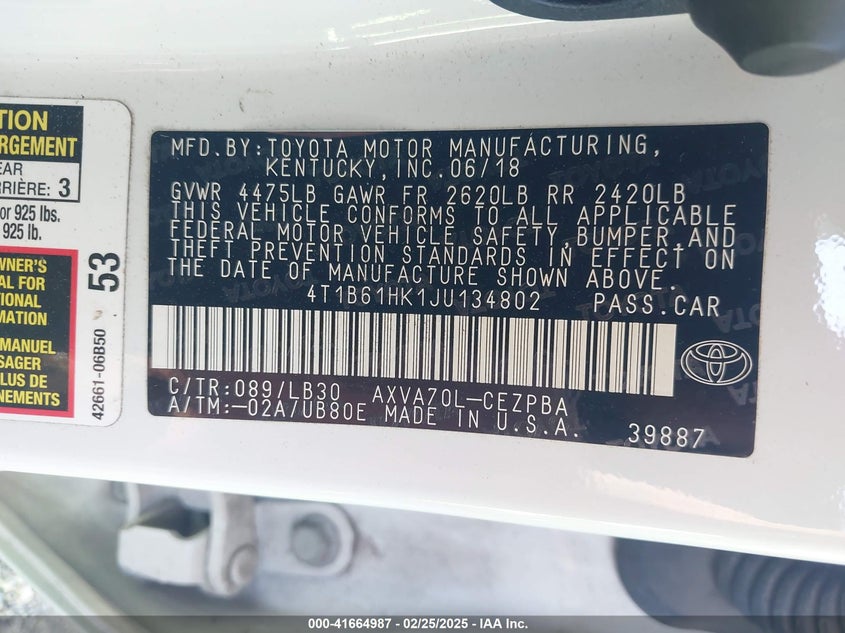 TION
RGEMENT
EAR
RRIÈRE: 3
or 925 lbs.
925 lb.
WNER'S
AL FOR
TIONAL
MATION
MANUEL
SAGER
PLUS DE
NEMENTS
53
42661-06B50
MFD.BY:TOYOTA MOTOR MANUFACTURING,
KENTUCKY, INC. 06/18
GVWR 4475LB GAWR FR 2620LB RR 2420LB
THIS VEHICLE CONFORMS TO ALL APPLICABLE
FEDERAL MOTOR VEHICLE SAFETY,BUMPER,AND
THEFT PREVENTION STANDARDS IN EFFECT ON
THE DATE OF MANUFACTURE SHOWN ABOVE.
4T1B61HK1JU134802 PASS.CAR
C/TR:089/LB30 AXVA70L-CEZPBA
A/TM:-02A/UB80E MADE IN U.S.A. 39887
000-41664987 - 02/25/2025 - IAA Inc.